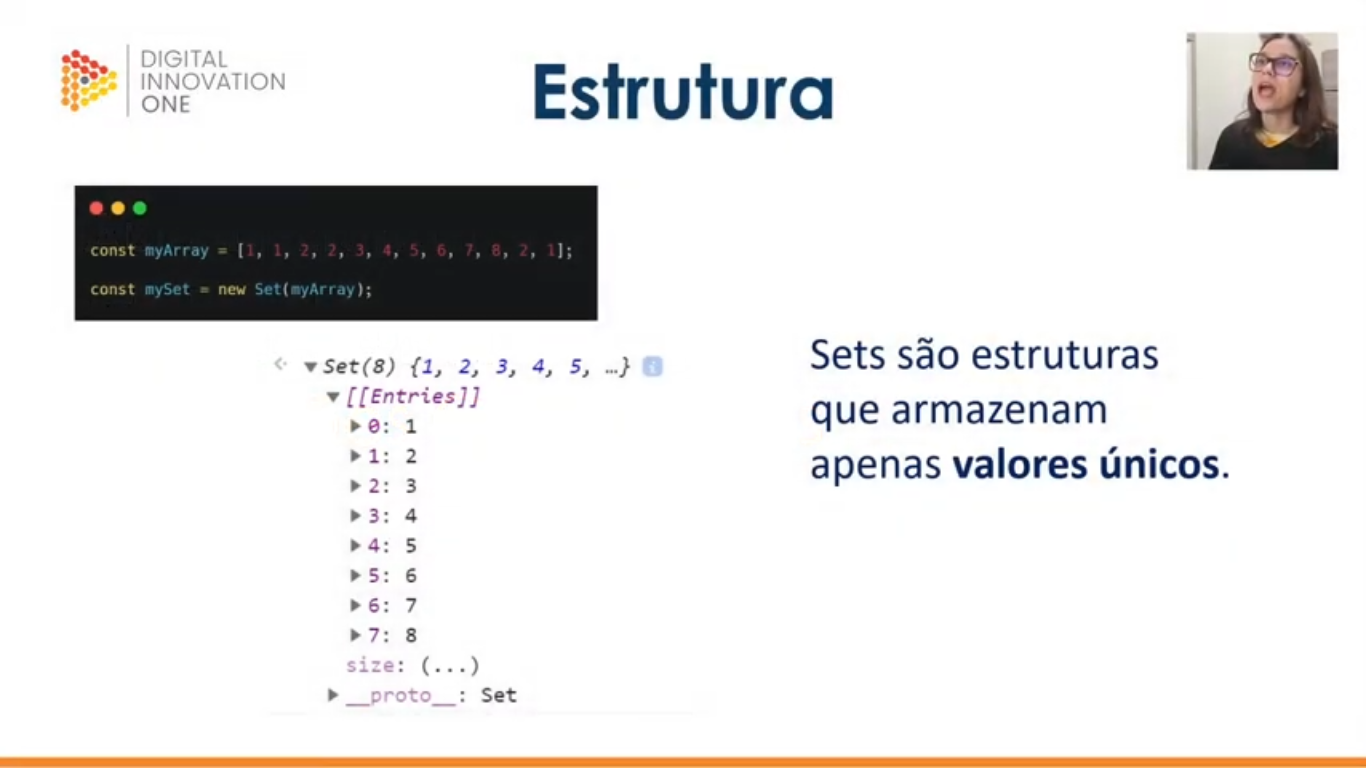 DIGITAL
INNOVATION
ONE
Estrutura
const myArray = [1, 1, 2, 2, 3, 4, 5, 6, 7, 8, 2, 1];
const mySet = new Set(myArray);
Set(8) {1, 2, 3, 4, 5, …}
[[Entries]]
0: 1
1: 2
2: 3
3: 4
4: 5
5: 6
6: 7
7: 8
size: (...)
__proto__: Set
Sets são estruturas
que armazenam
apenas valores únicos.